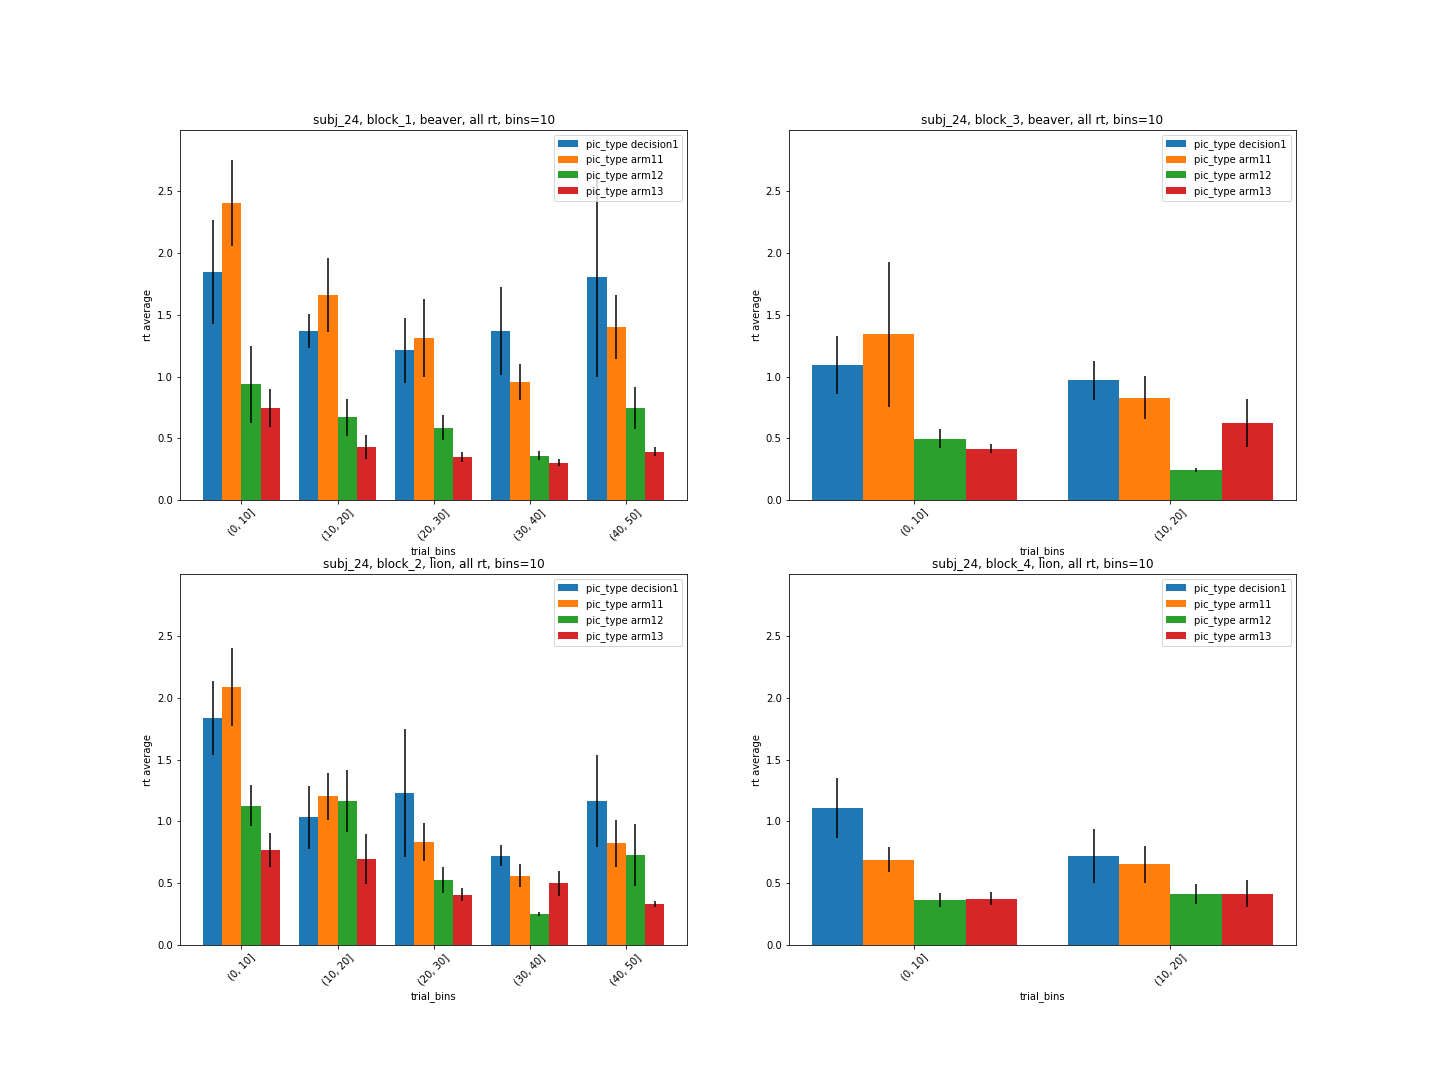 subj_24, block_1, beaver, all rt, bins=10
pic_type decision1
pic_type arm11
pic_type arm12
pic_type arm13
rt average
2.5
2.0
1.5
1.0
0.5
0.0
(0, 10]
(10, 20]
(20, 30]
(30, 40]
(40, 50]
trial_bins
subj_24, block_3, beaver, all rt, bins=10
pic_type decision1
pic_type arm11
pic_type arm12
pic_type arm13
rt average
2.5
2.0
1.5
1.0
0.5
0.0
(0, 10]
(10, 20]
trial_bins
subj_24, block_2, lion, all rt, bins=10
pic_type decision1
pic_type arm11
pic_type arm12
pic_type arm13
rt average
2.5
2.0
1.5
1.0
0.5
0.0
(0, 10]
(10, 20]
(20, 30]
(30, 40]
(40, 50]
trial_bins
subj_24, block_4, lion, all rt, bins=10
pic_type decision1
pic_type arm11
pic_type arm12
pic_type arm13
rt average
2.5
2.0
1.5
1.0
0.5
0.0
(0, 10]
(10, 20]
trial_bins